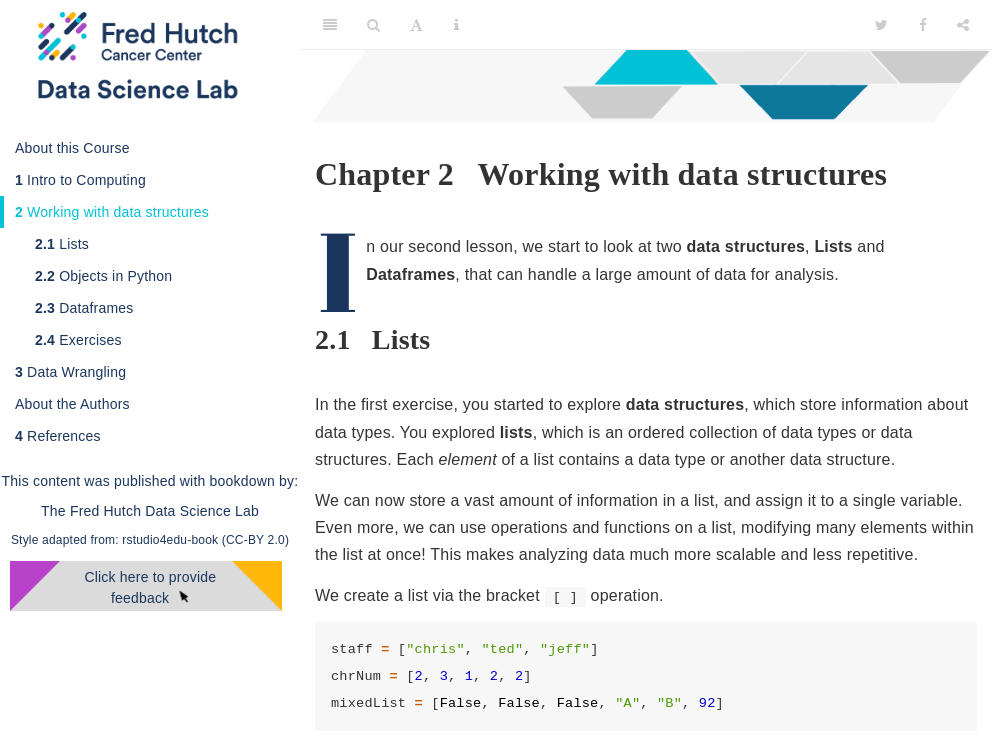 Fred Hutch
Cancer Center
Data Science Lab
About this Course
1 Intro to Computing
2 Working with data structures
2.1 Lists
2.2 Objects in Python
2.3 Dataframes
2.4 Exercises
3 Data Wrangling
About the Authors
4 References
This content was published with bookdown by:
The Fred Hutch Data Science Lab
Style adapted from: rstudio4edu-book (CC-BY 2.0)
Click here to provide
feedback
Chapter 2 Working with data structures
In our second lesson, we start to look at two data structures, Lists and
Dataframes, that can handle a large amount of data for analysis.
2.1 Lists
In the first exercise, you started to explore data structures, which store information about
data types. You explored lists, which is an ordered collection of data types or data
structures. Each element of a list contains a data type or another data structure.
We can now store a vast amount of information in a list, and assign it to a single variable.
Even more, we can use operations and functions on a list, modifying many elements within
the list at once! This makes analyzing data much more scalable and less repetitive.
We create a list via the bracket [ ] operation.
staff = ["chris", "ted", "jeff"]
chrNum = [2, 3, 1, 2, 2]
mixedList = [False, False, False, "A", "B", 92]